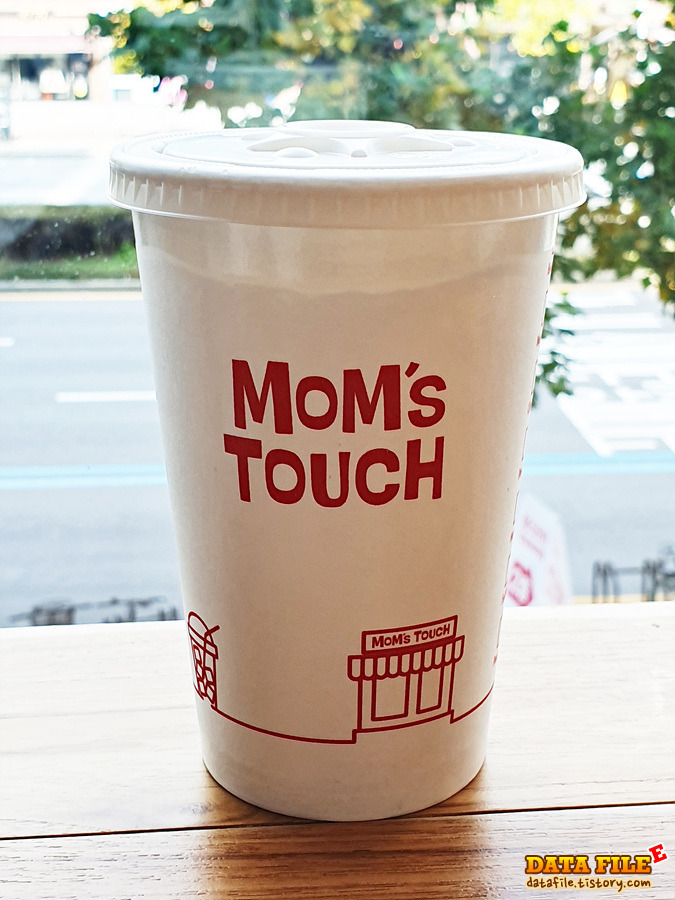 MOM'S
TOUCH
MOM'S TOUCH
DATA FILE
datafile.tistory.com